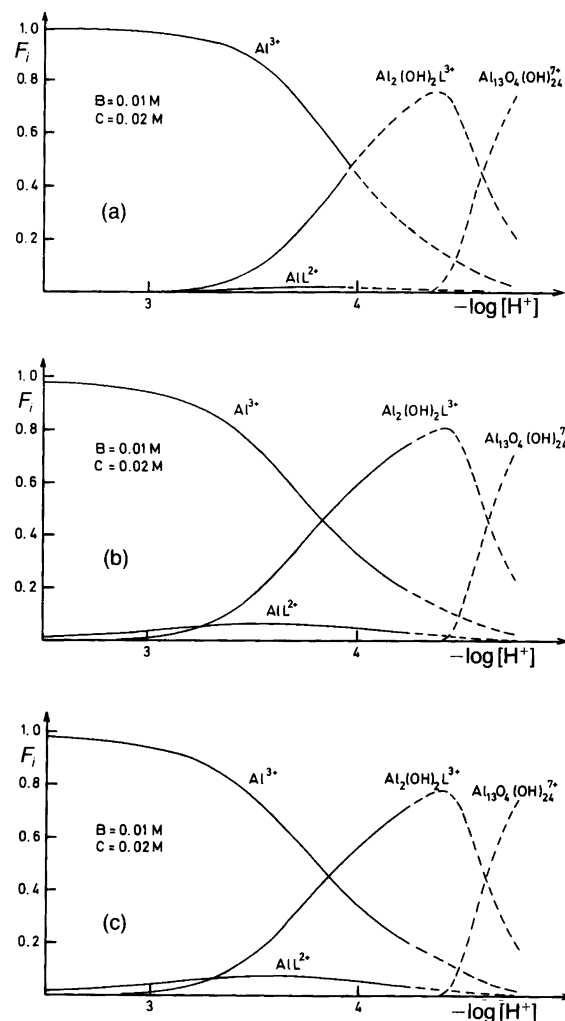 1.0
Fi
Al³⁺
Al₂(OH)₂L³⁺
Al₁₃O₄(OH)₂₄⁷⁺
0.8
B = 0.01 M
C = 0.02 M
0.6
(a)
0.4
0.2
AlL²⁺
3
4
−log[H⁺]
1.0
Fi
Al³⁺
Al₂(OH)₂L³⁺
Al₁₃O₄(OH)₂₄⁷⁺
0.8
B = 0.01 M
C = 0.02 M
0.6
(b)
0.4
0.2
AlL²⁺
3
4
−log[H⁺]
1.0
Fi
Al³⁺
Al₂(OH)₂L³⁺
Al₁₃O₄(OH)₂₄⁷⁺
0.8
B = 0.01 M
C = 0.02 M
0.6
(c)
0.4
0.2
AlL²⁺
3
4
−log[H⁺]